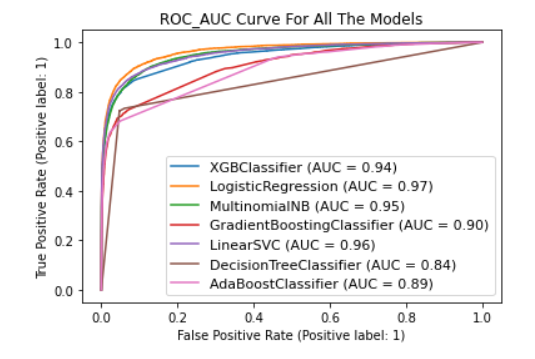 ROC_AUC Curve For All The Models
True Positive Rate (Positive label: 1)
1.0
0.8
0.6
0.4
0.2
0.0
XGBClassifier (AUC = 0.94)
LogisticRegression (AUC = 0.97)
MultinomialNB (AUC = 0.95)
GradientBoostingClassifier (AUC = 0.90)
LinearSVC (AUC = 0.96)
DecisionTreeClassifier (AUC = 0.84)
AdaBoostClassifier (AUC = 0.89)
0.0 0.2 0.4 0.6 0.8 1.0
False Positive Rate (Positive label: 1)